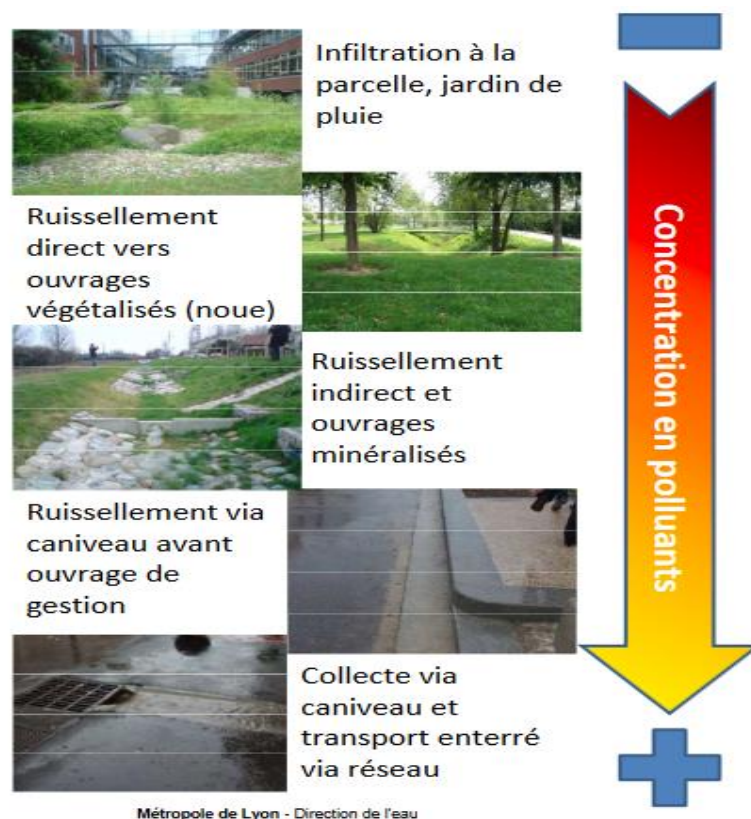 Infiltration à la
parcelle, jardin de
pluie
Ruissellement
direct vers
ouvrages
végétalisés (noue)
Ruissellement
indirect et
ouvrages
minéralisés
Ruissellement via
caniveau avant
ouvrage de
gestion
Collecte via
caniveau et
transport enterré
via réseau
Concentration en polluants
Métropole de Lyon - Direction de l'eau